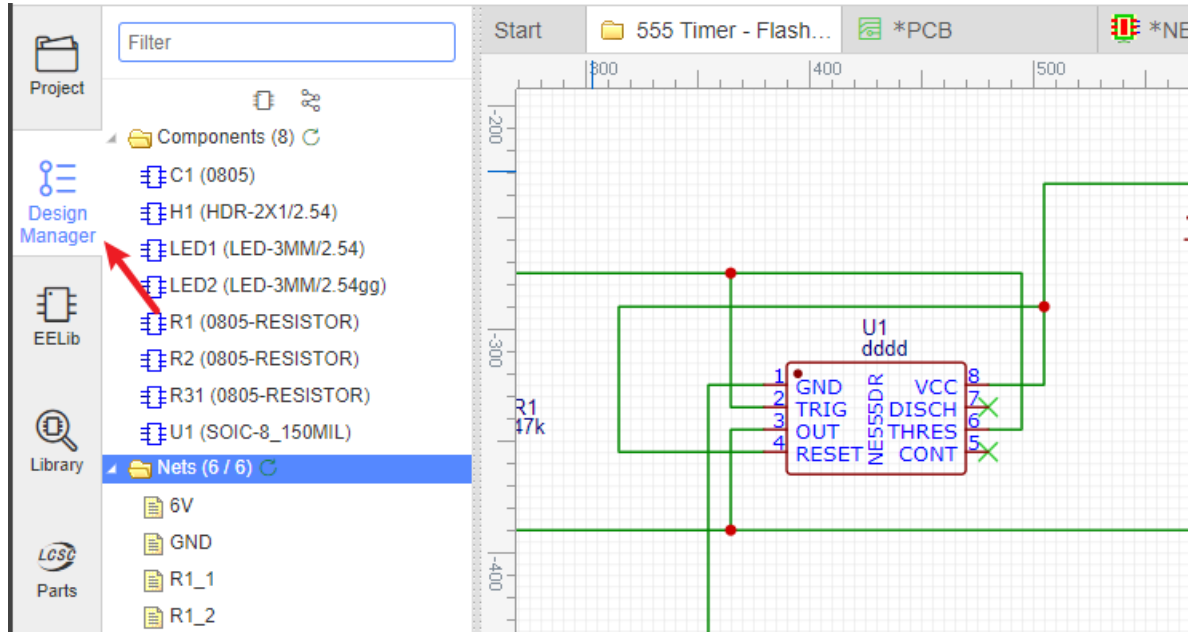 Project
Design
Manager
EELib
Library
LCSC
Parts
Filter
Components (8)
C1 (0805)
H1 (HDR-2X1/2.54)
LED1 (LED-3MM/2.54)
LED2 (LED-3MM/2.54gg)
R1 (0805-RESISTOR)
R2 (0805-RESISTOR)
R31 (0805-RESISTOR)
U1 (SOIC-8_150MIL)
Nets (6 / 6)
6V
GND
R1_1
R1_2
Start
555 Timer - Flash...
*PCB
*NE
400
500
-200
-300
-400
R1
47k
U1
dddd
1 GND
2 TRIG
3 OUT
4 RESET
NE555DR
VCC 8
DISCH 7
THRES 6
CONT 5